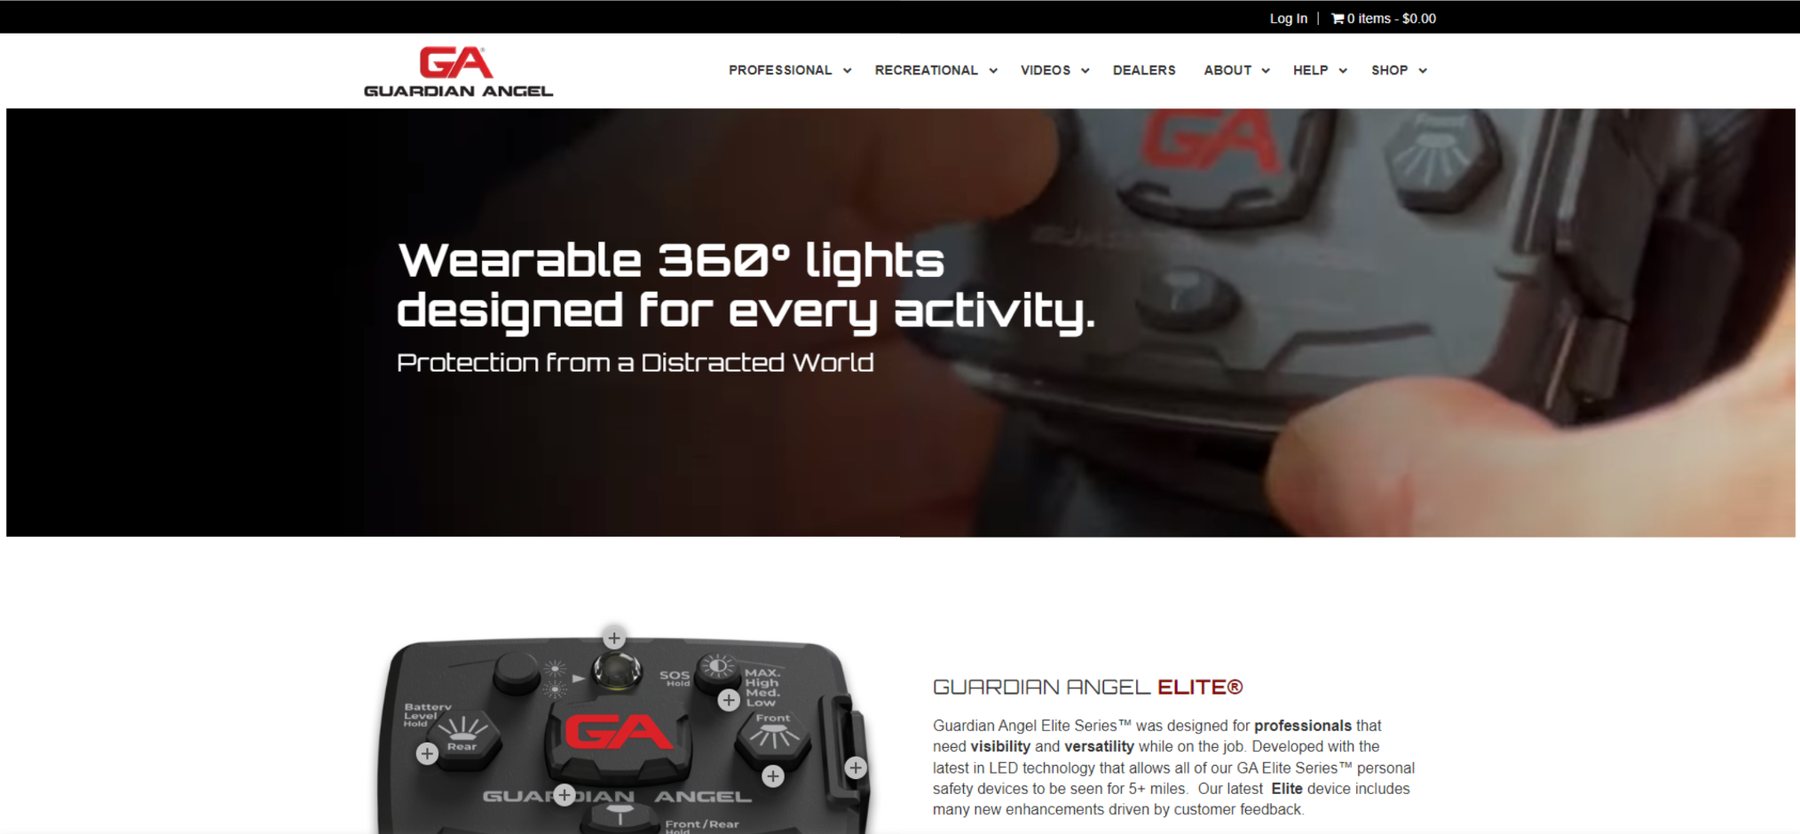 Log In | 0 items - $0.00
GA
GUARDIAN ANGEL
PROFESSIONAL RECREATIONAL VIDEOS DEALERS ABOUT HELP SHOP
GA
Wearable 360° lights
designed for every activity.
Protection from a Distracted World
SOS
Hold
MAX.
High
Med.
Low
Battery
Level
Hold
Rear
GA
Front
GUARDIAN ANGEL
Front/Rear
Hold
GUARDIAN ANGEL ELITE®
Guardian Angel Elite Series™ was designed for professionals that
need visibility and versatility while on the job. Developed with the
latest in LED technology that allows all of our GA Elite Series™ personal
safety devices to be seen for 5+ miles. Our latest Elite device includes
many new enhancements driven by customer feedback.